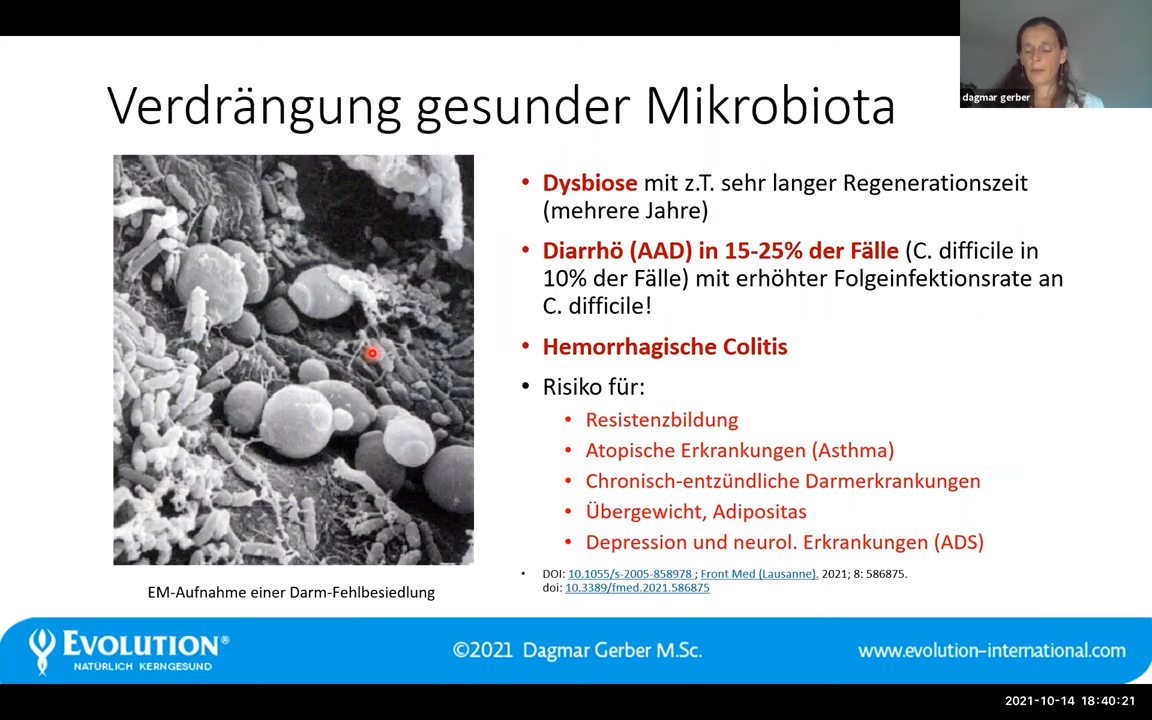 dagmar gerber
Verdrängung gesunder Mikrobiota
• Dysbiose mit z.T. sehr langer Regenerationszeit
(mehrere Jahre)
• Diarrhö (AAD) in 15-25% der Fälle (C. difficile in
10% der Fälle) mit erhöhter Folgeinfektionsrate an
C. difficile!
• Hemorrhagische Colitis
• Risiko für:
• Resistenzbildung
• Atopische Erkrankungen (Asthma)
• Chronisch-entzündliche Darmerkrankungen
• Übergewicht, Adipositas
• Depression und neurol. Erkrankungen (ADS)
• DOI: 10.1055/s-2005-858978 ; Front Med (Lausanne). 2021; 8: 586875.
doi: 10.3389/fmed.2021.586875
EM-Aufnahme einer Darm-Fehlbesiedlung
EVOLUTION®
NATÜRLICH KERNGESUND
©2021 Dagmar Gerber M.Sc.
www.evolution-international.com
2021-10-14 18:40:21